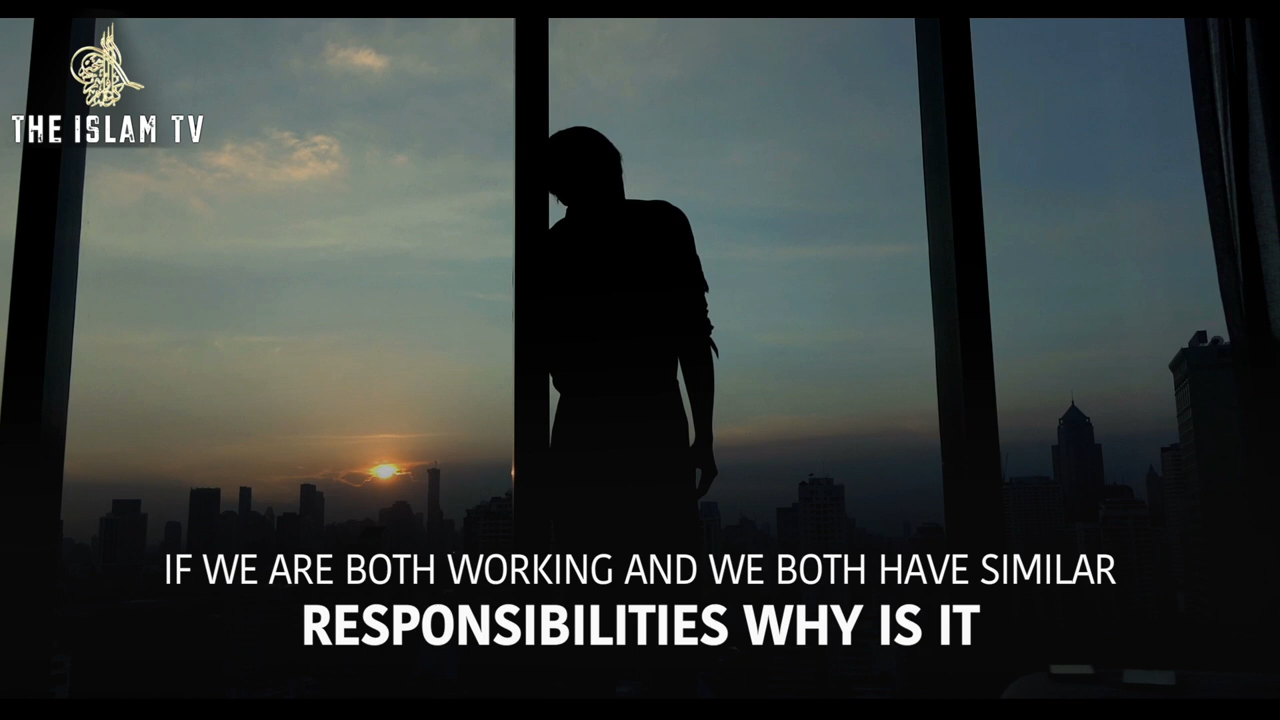 THE ISLAM TV
IF WE ARE BOTH WORKING AND WE BOTH HAVE SIMILAR
RESPONSIBILITIES WHY IS IT